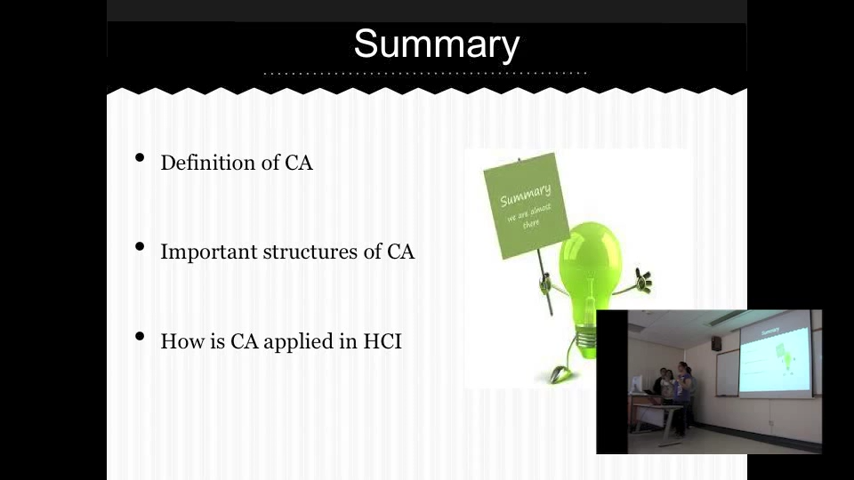 Summary
Definition of CA
Important structures of CA
How is CA applied in HCI
Summary
we are almost
there
Summary